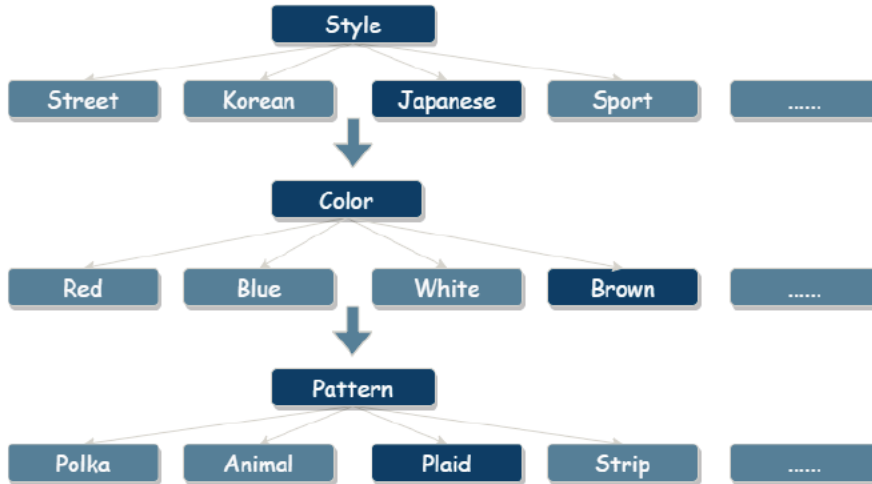 Style
Street Korean Japanese Sport ......
Color
Red Blue White Brown ......
Pattern
Polka Animal Plaid Strip ......